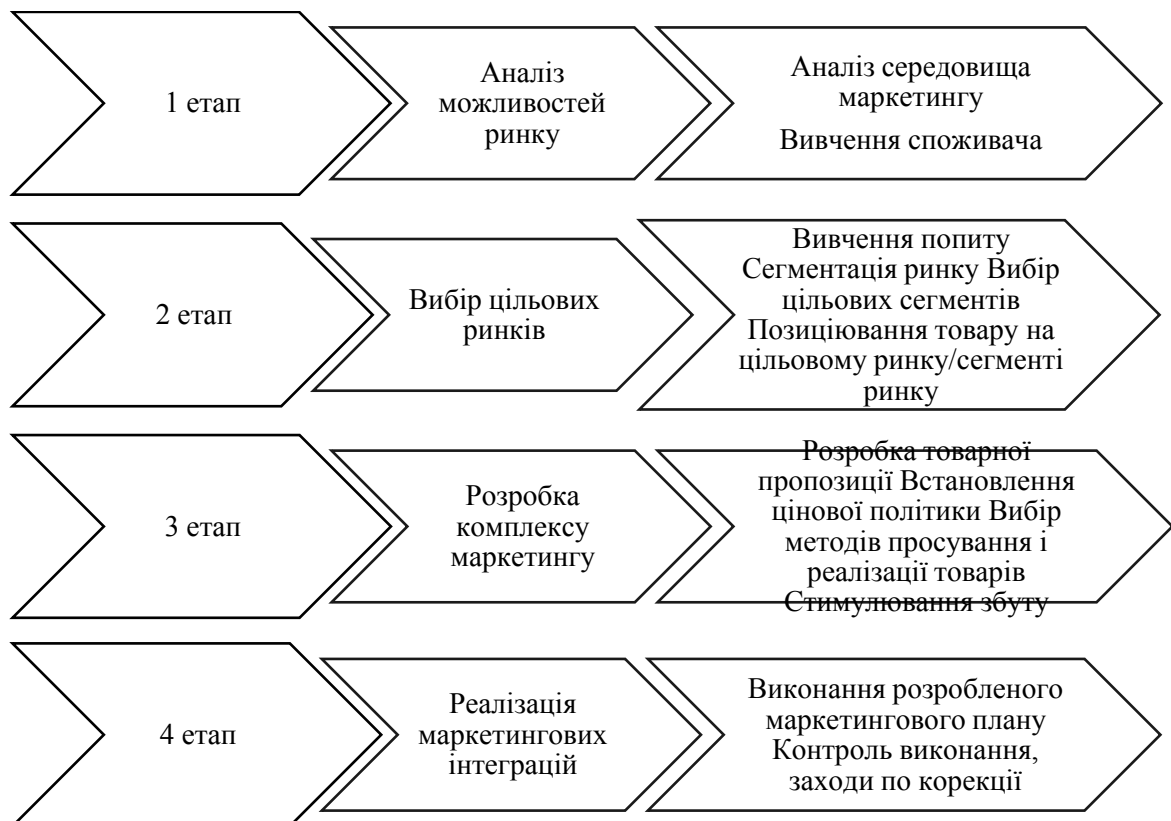 1 етап
Аналіз
можливостей
ринку
Аналіз середовища
маркетингу
Вивчення споживача
2 етап
Вибір цільових
ринків
Вивчення попиту
Сегментація ринку Вибір
цільових сегментів
Позиціювання товару на
цільовому ринку/сегменті
ринку
3 етап
Розробка
комплексу
маркетингу
Розробка товарної
пропозиції Встановлення
цінової політики Вибір
методів просування і
реалізації товарів
Стимулювання збуту
4 етап
Реалізація
маркетингових
інтеграцій
Виконання розробленого
маркетингового плану
Контроль виконання,
заходи по корекції